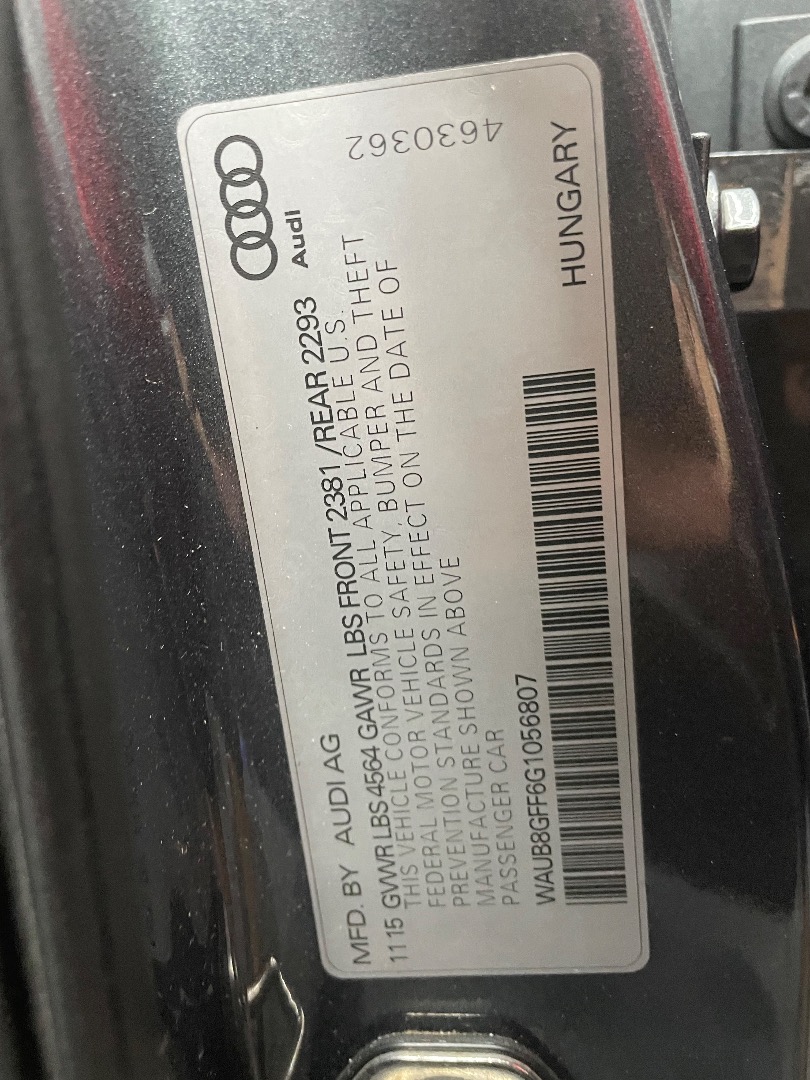 MFD. BY AUDI AG
1115 GVWR LBS 4564 GAWR LBS FRONT 2381 / REAR 2293
THIS VEHICLE CONFORMS TO ALL APPLICABLE U.S.
FEDERAL MOTOR VEHICLE SAFETY, BUMPER AND THEFT
PREVENTION STANDARDS IN EFFECT ON THE DATE OF
MANUFACTURE SHOWN ABOVE
PASSENGER CAR
WAUB8GFF6G1056807
Audi
4630362
HUNGARY